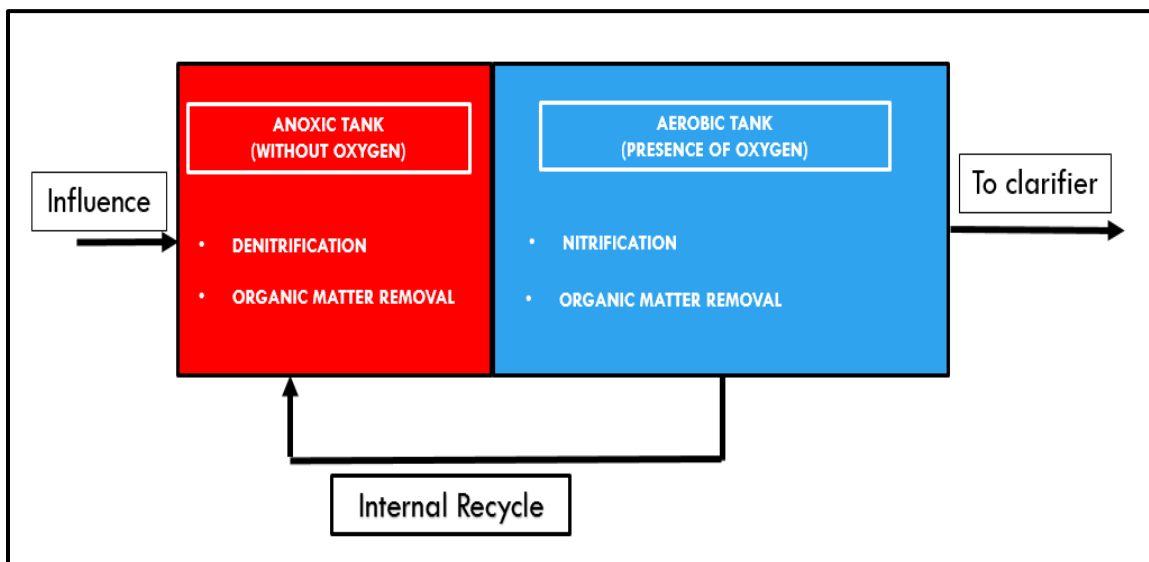 ANOXIC TANK
(WITHOUT OXYGEN)
AEROBIC TANK
(PRESENCE OF OXYGEN)
Influence
To clarifier
• DENITRIFICATION
• ORGANIC MATTER REMOVAL
• NITRIFICATION
• ORGANIC MATTER REMOVAL
Internal Recycle